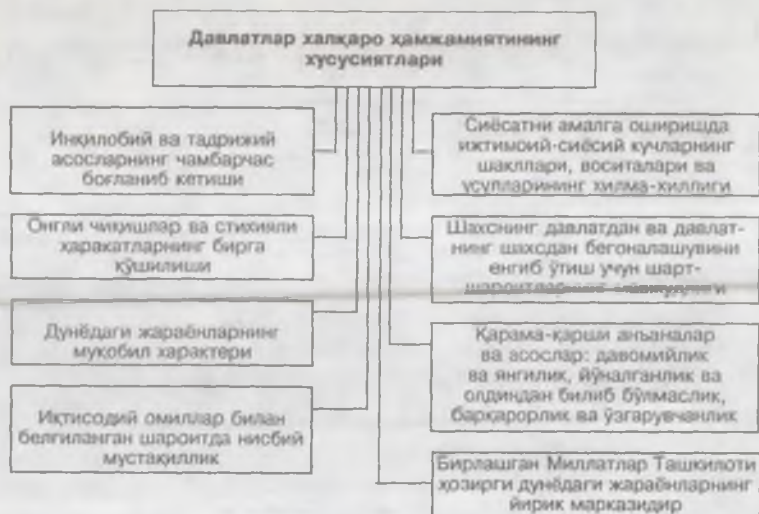 Давлатлар халқаро ҳамжамиятининг
хусусиятлари
Инқилобий ва тадрижий
асосларнинг чамбарчас
боғланиб кетиши
Онгли чиқишлар ва стихияли
ҳаракатларнинг бирга
қўшилиши
Дунёдаги жараёнларнинг
муқобил характери
Иқтисодий омиллар билан
белгиланган шароитда нисбий
мустақиллик
Сиёсатни амалга оширишда
ижтимоий-сиёсий кучларнинг
шакллари, воситалари ва
усулларининг хилма-хиллиги
Шахснинг давлатдан ва давлат-
нинг шахсдан бегоналашувини
енгиб ўтиш учун шарт-
шароитларнинг
Қарама-қарши анъаналар
ва асослар: давомийлик
ва янгилик, йўналганлик ва
олдиндан билиб бўлмаслик,
барқарорлик ва ўзгарувчанлик
Бирлашган Миллатлар Ташкилоти
ҳозирги дунёдаги жараёнларнинг
йирик марказидир